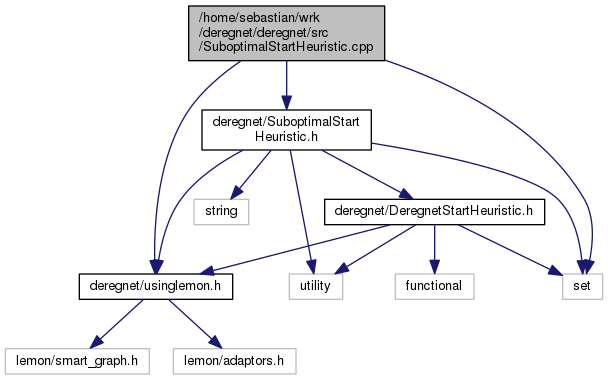 /home/sebastian/wrk
/deregnet/deregnet/src
/SuboptimalStartHeuristic.cpp
deregnet/SuboptimalStart
Heuristic.h
string
deregnet/DeregnetStartHeuristic.h
deregnet/usinglemon.h
utility
functional
set
lemon/smart_graph.h
lemon/adaptors.h